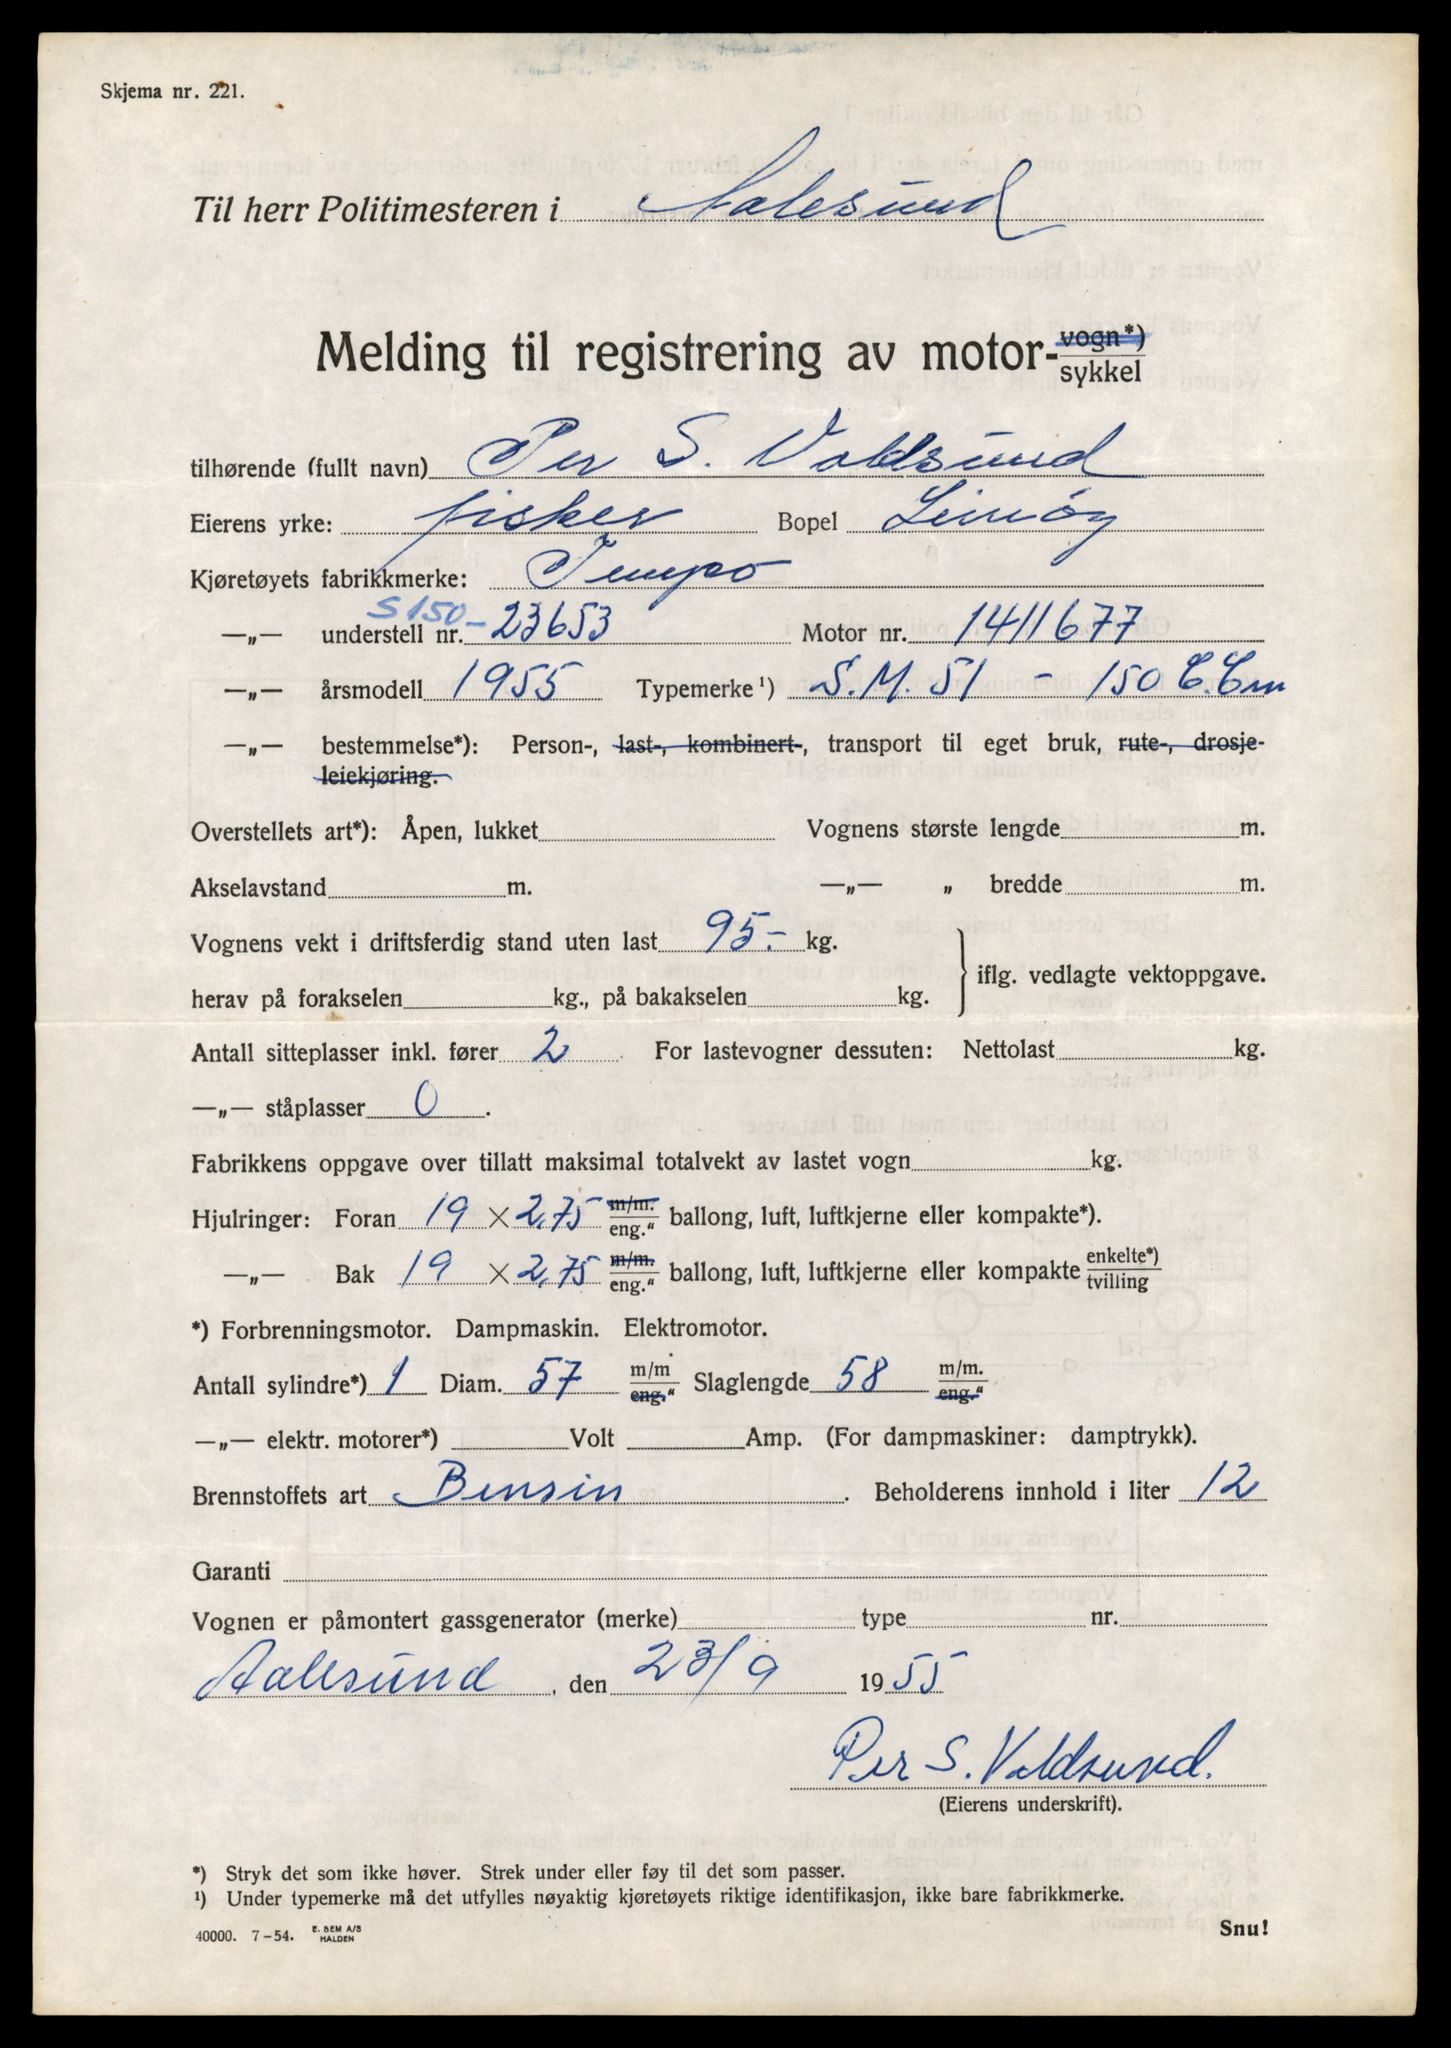 Skjema nr. 221.
Til herr Politimesteren i Aalesund
Melding til registrering av motor- vogn*) sykkel
tilhørende (fullt navn) Per S. Voldsund
Eierens yrke: fisker Bopel Leinøy
Kjøretøyets fabrikkmerke: Tempo
—„— understell nr. S150-23653 Motor nr. 1411677
—„— årsmodell 1955 Typemerke ¹) S.M. 51 - 150 C.Cm
—„— bestemmelse*): Person-, last-, kombinert-, transport til eget bruk, rute-, drosje-
leiekjøring.
Overstellets art*): Åpen, lukket Vognens største lengde m.
Akselavstand m. —„— „ bredde m.
Vognens vekt i driftsferdig stand uten last 95.- kg.
herav på forakselen kg., på bakakselen kg. iflg. vedlagte vektoppgave.
Antall sitteplasser inkl. fører 2 For lastevogner dessuten: Nettolast kg.
—„— ståplasser 0.
Fabrikkens oppgave over tillatt maksimal totalvekt av lastet vogn kg.
Hjulringer: Foran 19 × 2,75 m/m. eng.“ ballong, luft, luftkjerne eller kompakte*).
—„— Bak 19 × 2,75 m/m. eng.“ ballong, luft, luftkjerne eller kompakte enkelte*) tvilling
*) Forbrenningsmotor. Dampmaskin. Elektromotor.
Antall sylindre*) 1 Diam. 57 m/m eng.“ Slaglengde 58 m/m. eng.“
—„— elektr. motorer*) Volt Amp. (For dampmaskiner: damptrykk).
Brennstoffets art Bensin. Beholderens innhold i liter 12
Garanti
Vognen er påmontert gassgenerator (merke) type nr.
Aalesund, den 23/9 1955
Per S. Voldsund.
(Eierens underskrift).
*) Stryk det som ikke høver. Strek under eller føy til det som passer.
¹) Under typemerke må det utfylles nøyaktig kjøretøyets riktige identifikasjon, ikke bare fabrikkmerke.
40000. 7-54. E. SEM A/S HALDEN
Snu!